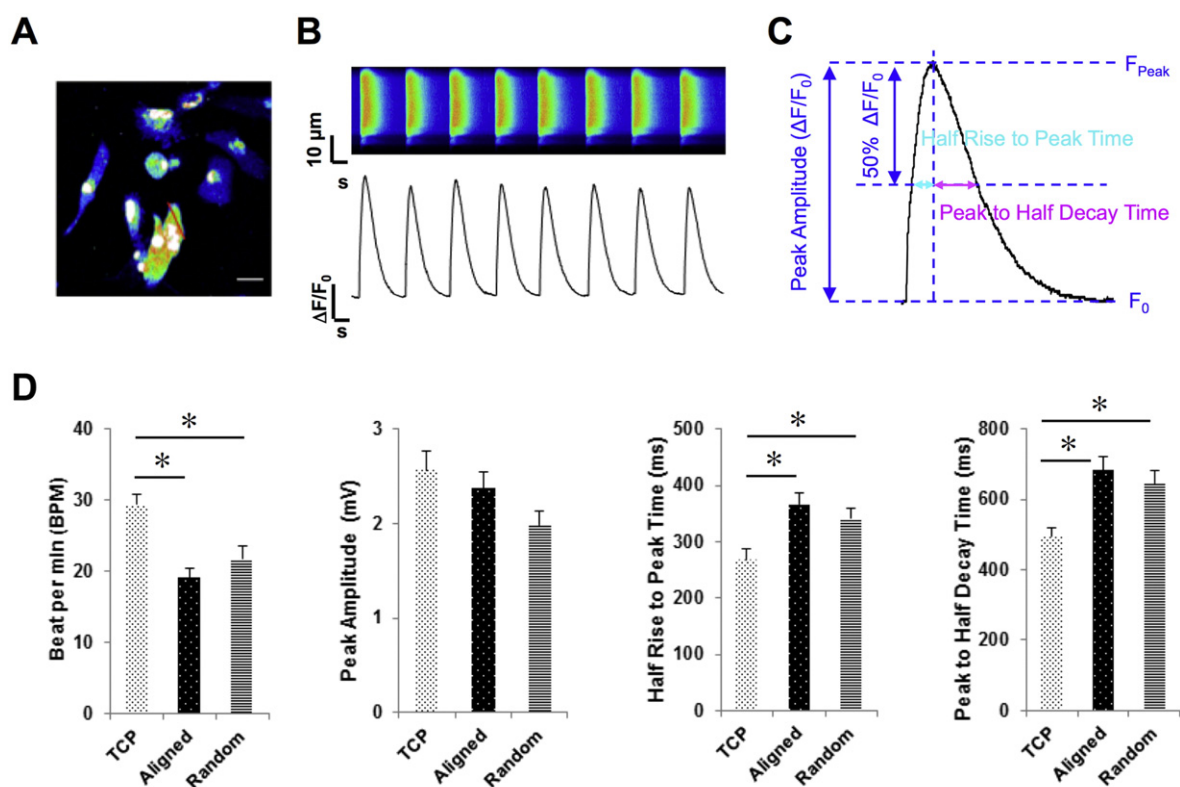 A
B
C
10 µm
s
ΔF/F₀
s
Peak Amplitude (ΔF/F₀)
50% ΔF/F₀
F_Peak
Half Rise to Peak Time
Peak to Half Decay Time
F₀
D
Beat per min (BPM)
40
30
20
10
0
*
*
TCP
Aligned
Random
Peak Amplitude (mV)
3
2
1
0
TCP
Aligned
Random
Half Rise to Peak Time (ms)
500
400
300
200
100
0
*
*
TCP
Aligned
Random
Peak to Half Decay Time (ms)
800
600
400
200
0
*
*
TCP
Aligned
Random